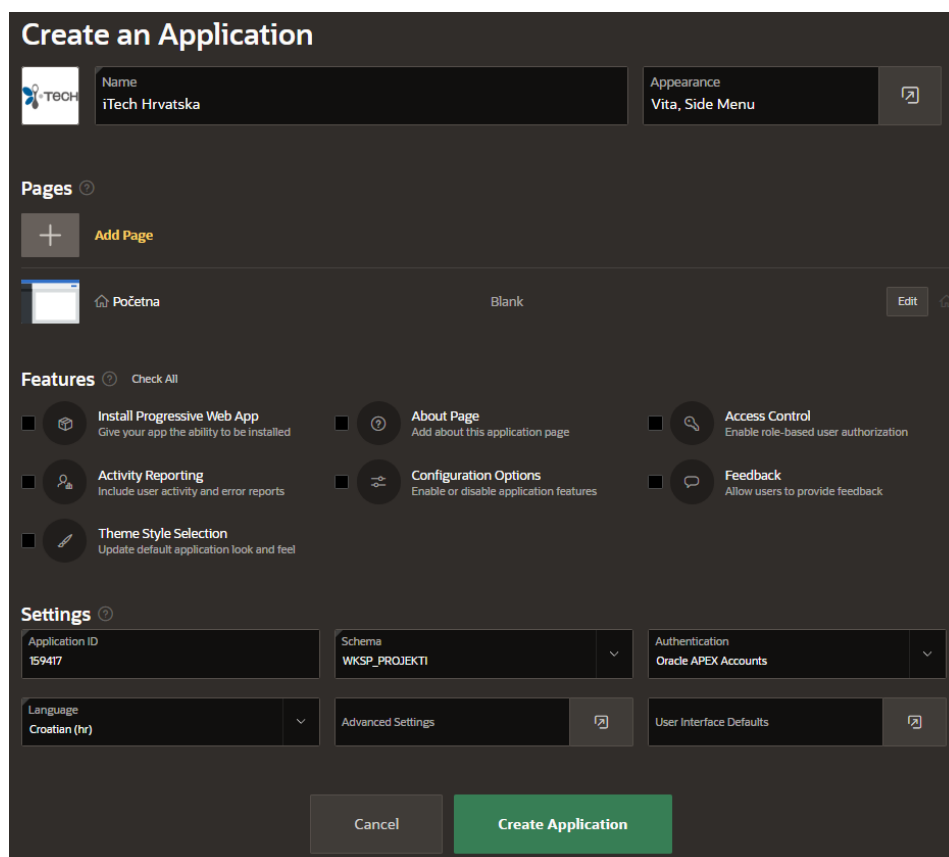 Create an Application
i-TECH
Name
iTech Hrvatska
Appearance
Vita, Side Menu
Pages
Add Page
Početna
Blank
Edit
Features
Check All
Install Progressive Web App
Give your app the ability to be installed
About Page
Add about this application page
Access Control
Enable role-based user authorization
Activity Reporting
Include user activity and error reports
Configuration Options
Enable or disable application features
Feedback
Allow users to provide feedback
Theme Style Selection
Update default application look and feel
Settings
Application ID
159417
Schema
WKSP_PROJEKTI
Authentication
Oracle APEX Accounts
Language
Croatian (hr)
Advanced Settings
User Interface Defaults
Cancel
Create Application